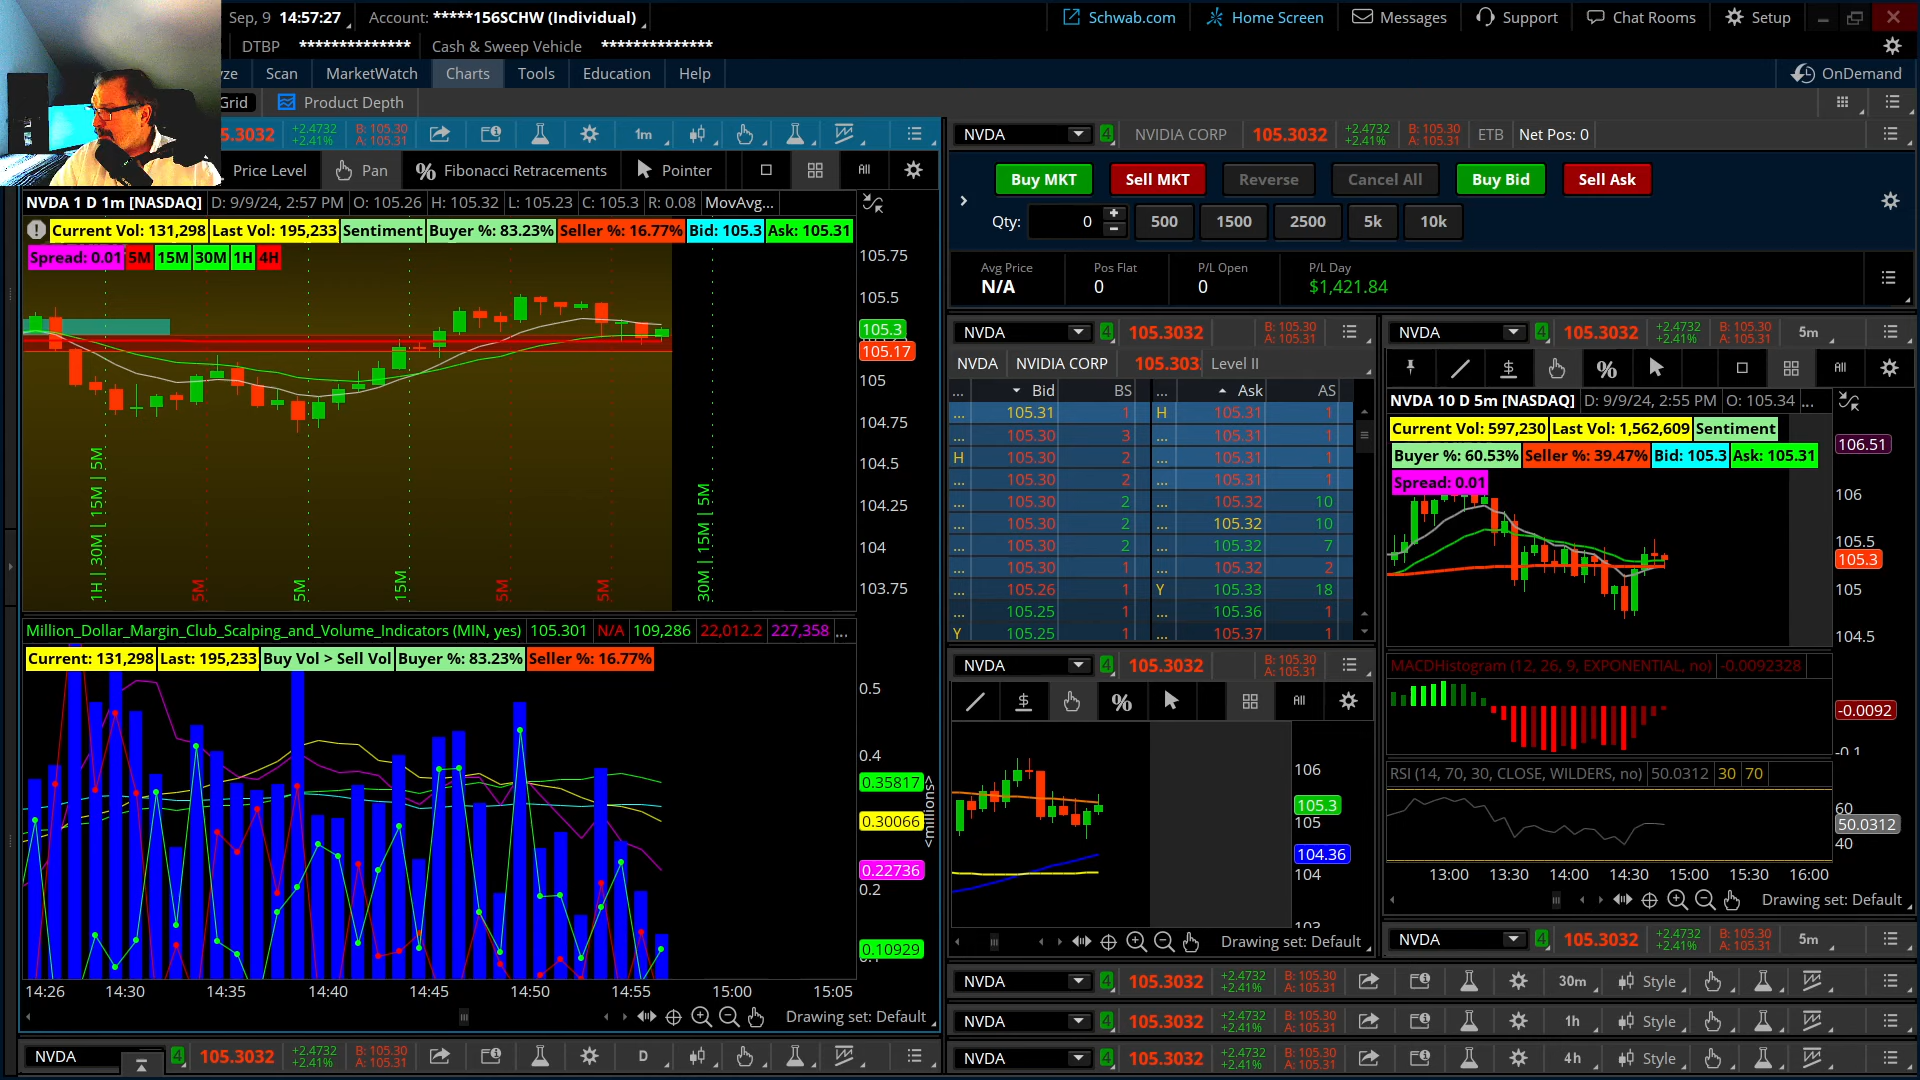 Sep, 9 14:57:27 Account: *****156SCHW (Individual) Schwab.com Home Screen Messages Support Chat Rooms Setup
DTBP ************** Cash & Sweep Vehicle **************
ze Scan MarketWatch Charts Tools Education Help OnDemand
Grid Product Depth
5.3032 +2.4732 +2.41% B: 105.30 A: 105.31 1m
Price Level Pan Fibonacci Retracements Pointer All
NVDA 1 D 1m [NASDAQ] D: 9/9/24, 2:57 PM O: 105.26 H: 105.32 L: 105.23 C: 105.3 R: 0.08 MovAvg...
Current Vol: 131,298 Last Vol: 195,233 Sentiment Buyer %: 83.23% Seller %: 16.77% Bid: 105.3 Ask: 105.31
Spread: 0.01 5M 15M 30M 1H 4H
105.75
105.5
105.3
105.17
105
104.75
104.5
104.25
104
103.75
1H | 30M | 15M | 5M
5M
5M
15M
5M
5M
30M | 15M | 5M
Million_Dollar_Margin_Club_Scalping_and_Volume_Indicators (MIN, yes) 105.301 N/A 109,286 22,012.2 227,358 ...
Current: 131,298 Last: 195,233 Buy Vol > Sell Vol Buyer %: 83.23% Seller %: 16.77%
0.5
0.4
0.35817
0.30066
0.22736
0.2
0.10929
<millions>
14:26 14:30 14:35 14:40 14:45 14:50 14:55 15:00 15:05
Drawing set: Default
NVDA 4 105.3032 +2.4732 +2.41% B: 105.30 A: 105.31 D
NVDA 4 NVIDIA CORP 105.3032 +2.4732 +2.41% B: 105.30 A: 105.31 ETB Net Pos: 0
Buy MKT Sell MKT Reverse Cancel All Buy Bid Sell Ask
Qty: 0 500 1500 2500 5k 10k
Avg Price Pos Flat P/L Open P/L Day
N/A 0 0 $1,421.84
NVDA 4 105.3032 B: 105.30 A: 105.31
NVDA NVIDIA CORP 105.303 Level II
... Bid BS ... Ask AS
... 105.31 1 H 105.31 1
... 105.30 3 ... 105.31 1
H 105.30 2 ... 105.31 1
... 105.30 2 ... 105.31 1
... 105.30 2 ... 105.32 10
... 105.30 2 ... 105.32 10
... 105.30 2 ... 105.32 7
... 105.30 1 ... 105.32 2
... 105.26 1 Y 105.33 18
... 105.25 1 ... 105.36 1
Y 105.25 1 ... 105.37 1
NVDA 4 105.3032 B: 105.30 A: 105.31
All
106
105.3
105
104.36
104
103
Drawing set: Default
NVDA 4 105.3032 +2.4732 +2.41% B: 105.30 A: 105.31 5m
All
NVDA 10 D 5m [NASDAQ] D: 9/9/24, 2:55 PM O: 105.34 ...
Current Vol: 597,230 Last Vol: 1,562,609 Sentiment
Buyer %: 60.53% Seller %: 39.47% Bid: 105.3 Ask: 105.31
Spread: 0.01
106.51
106
105.5
105.3
105
104.5
MACDHistogram (12, 26, 9, EXPONENTIAL, no) -0.0092328
-0.0092
-0.1
RSI (14, 70, 30, CLOSE, WILDERS, no) 50.0312 30 70
60
50.0312
40
13:00 13:30 14:00 14:30 15:00 15:30 16:00
Drawing set: Default
NVDA 4 105.3032 +2.4732 +2.41% B: 105.30 A: 105.31 5m
NVDA 4 105.3032 +2.4732 +2.41% B: 105.30 A: 105.31 30m Style
NVDA 4 105.3032 +2.4732 +2.41% B: 105.30 A: 105.31 1h Style
NVDA 4 105.3032 +2.4732 +2.41% B: 105.30 A: 105.31 4h Style